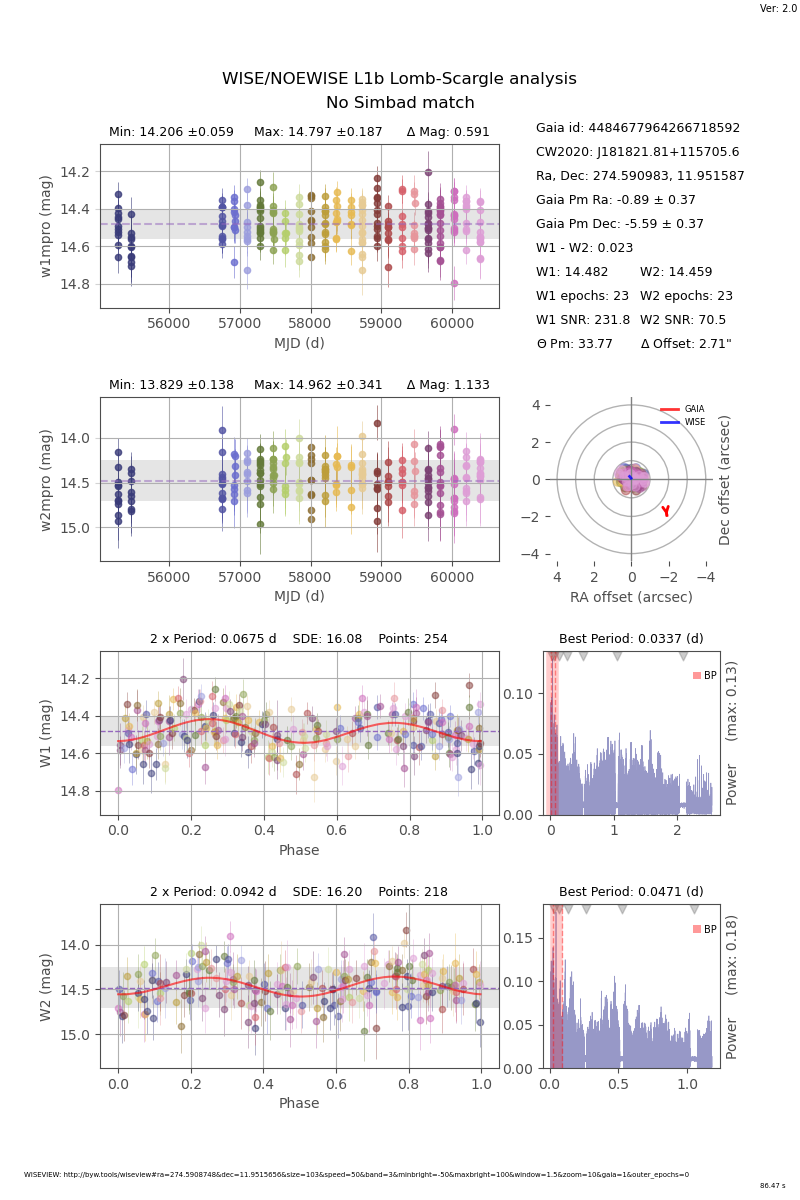 Ver: 2.0
WISE/NOEWISE L1b Lomb-Scargle analysis
No Simbad match
Min: 14.206 ±0.059 Max: 14.797 ±0.187 Δ Mag: 0.591
14.2
14.4
14.6
14.8
w1mpro (mag)
56000 57000 58000 59000 60000
MJD (d)
Gaia id: 4484677964266718592
CW2020: J181821.81+115705.6
Ra, Dec: 274.590983, 11.951587
Gaia Pm Ra: -0.89 ± 0.37
Gaia Pm Dec: -5.59 ± 0.37
W1 - W2: 0.023
W1: 14.482 W2: 14.459
W1 epochs: 23 W2 epochs: 23
W1 SNR: 231.8 W2 SNR: 70.5
Θ Pm: 33.77 Δ Offset: 2.71"
Min: 13.829 ±0.138 Max: 14.962 ±0.341 Δ Mag: 1.133
14.0
14.5
15.0
w2mpro (mag)
56000 57000 58000 59000 60000
MJD (d)
GAIA
WISE
4
2
0
−2
−4
Dec offset (arcsec)
4 2 0 −2 −4
RA offset (arcsec)
2 x Period: 0.0675 d SDE: 16.08 Points: 254
14.2
14.4
14.6
14.8
W1 (mag)
0.0 0.2 0.4 0.6 0.8 1.0
Phase
Best Period: 0.0337 (d)
BP
0.10
0.05
0.00
Power (max: 0.13)
0 1 2
2 x Period: 0.0942 d SDE: 16.20 Points: 218
14.0
14.5
15.0
W2 (mag)
0.0 0.2 0.4 0.6 0.8 1.0
Phase
Best Period: 0.0471 (d)
BP
0.15
0.10
0.05
0.00
Power (max: 0.18)
0.0 0.5 1.0
WISEVIEW: http://byw.tools/wiseview#ra=274.5908748&dec=11.9515656&size=103&speed=50&band=3&minbright=-50&maxbright=100&window=1.5&zoom=10&gaia=1&outer_epochs=0
86.47 s